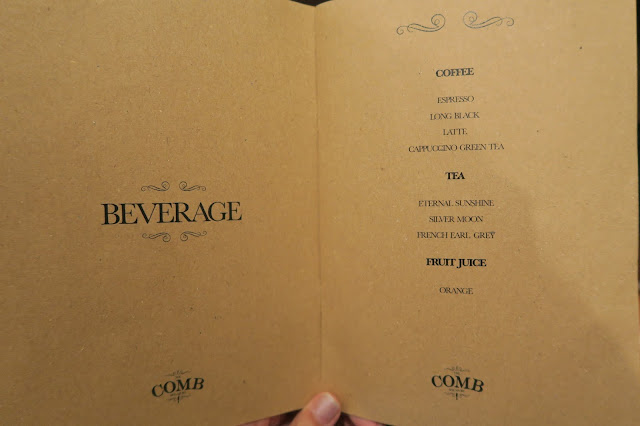 BEVERAGE
COMB
COFFEE
ESPRESSO
LONG BLACK
LATTE
CAPPUCCINO GREEN TEA
TEA
ETERNAL SUNSHINE
SILVER MOON
FRENCH EARL GREY
FRUIT JUICE
ORANGE
COMB